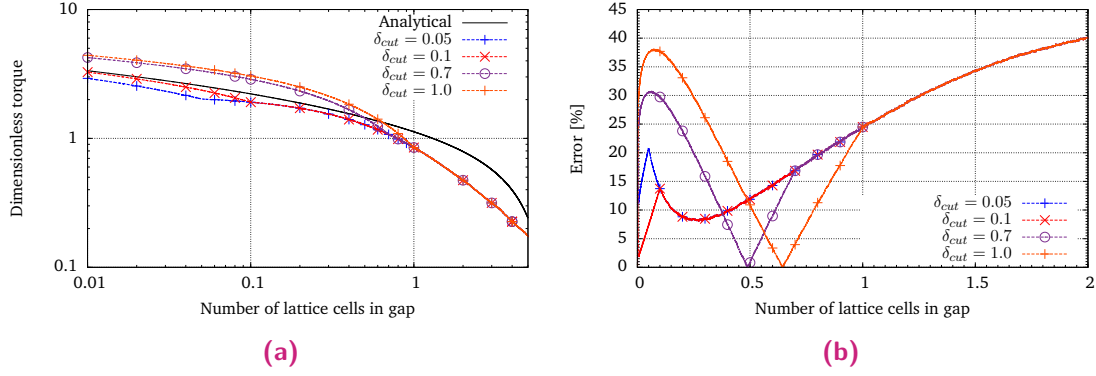 10
1
0.1
0.01
0.1
1
Dimensionless torque
Number of lattice cells in gap
Analytical
δcut = 0.05
δcut = 0.1
δcut = 0.7
δcut = 1.0
(a)
45
40
35
30
25
20
15
10
5
0
0
0.5
1
1.5
2
Error [%]
Number of lattice cells in gap
δcut = 0.05
δcut = 0.1
δcut = 0.7
δcut = 1.0
(b)